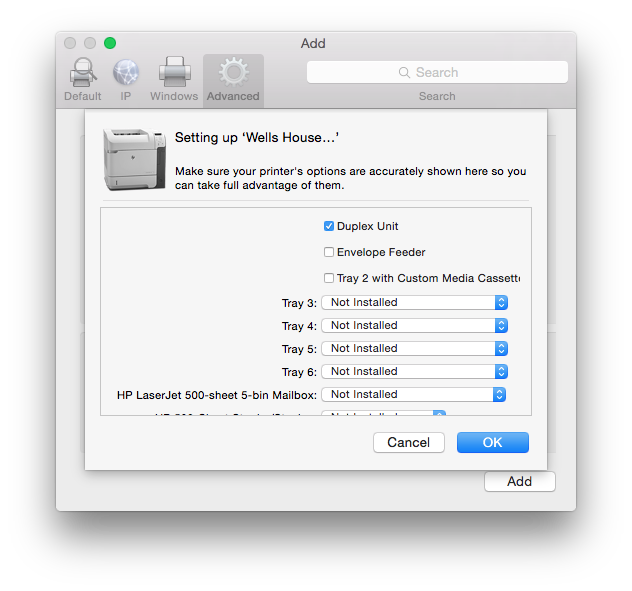 Add
Default
IP
Windows
Advanced
Search
Search
Setting up ‘Wells House…’
Make sure your printer's options are accurately shown here so you
can take full advantage of them.
Duplex Unit
Envelope Feeder
Tray 2 with Custom Media Cassette
Tray 3: Not Installed
Tray 4: Not Installed
Tray 5: Not Installed
Tray 6: Not Installed
HP LaserJet 500-sheet 5-bin Mailbox: Not Installed
Cancel
OK
Add